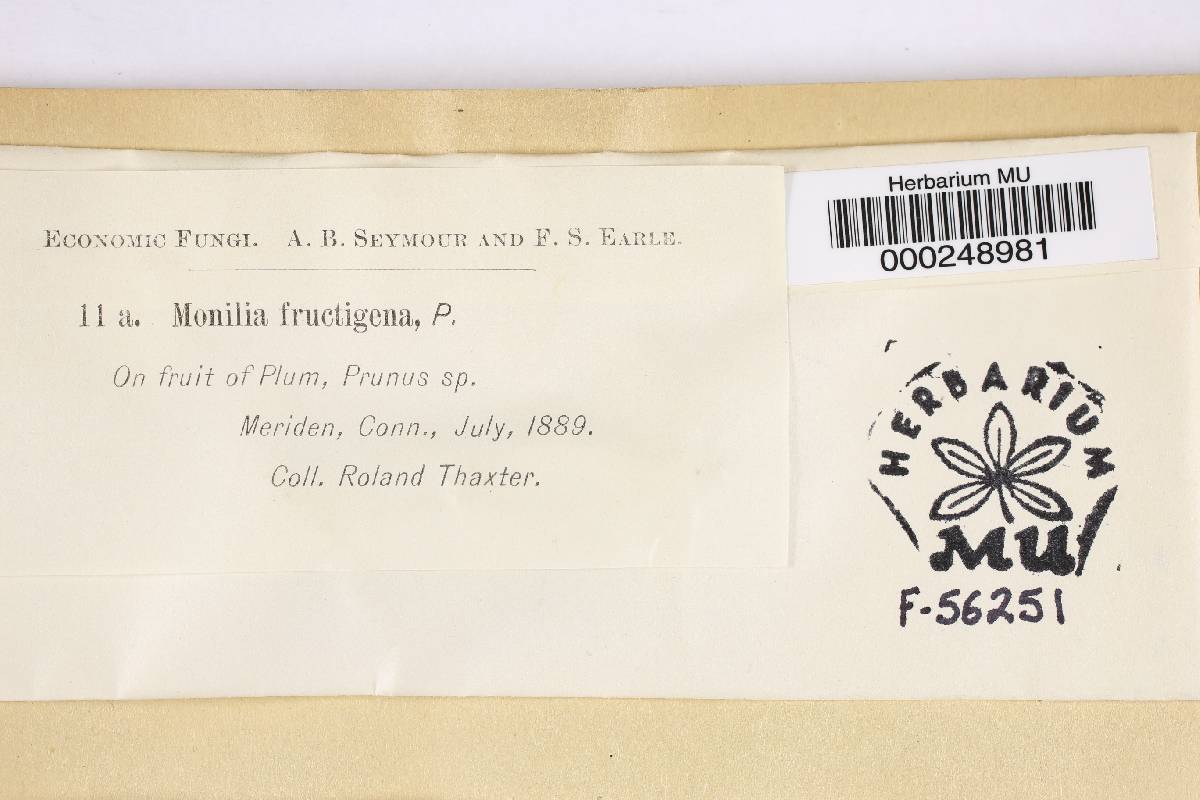 ECONOMIC FUNGI. A. B. SEYMOUR AND F. S. EARLE.
11 a. Monilia fructigena, P.
On fruit of Plum, Prunus sp.
Meriden, Conn., July, 1889.
Coll. Roland Thaxter.
Herbarium MU
000248981
HERBARIUM
MU
F-56251